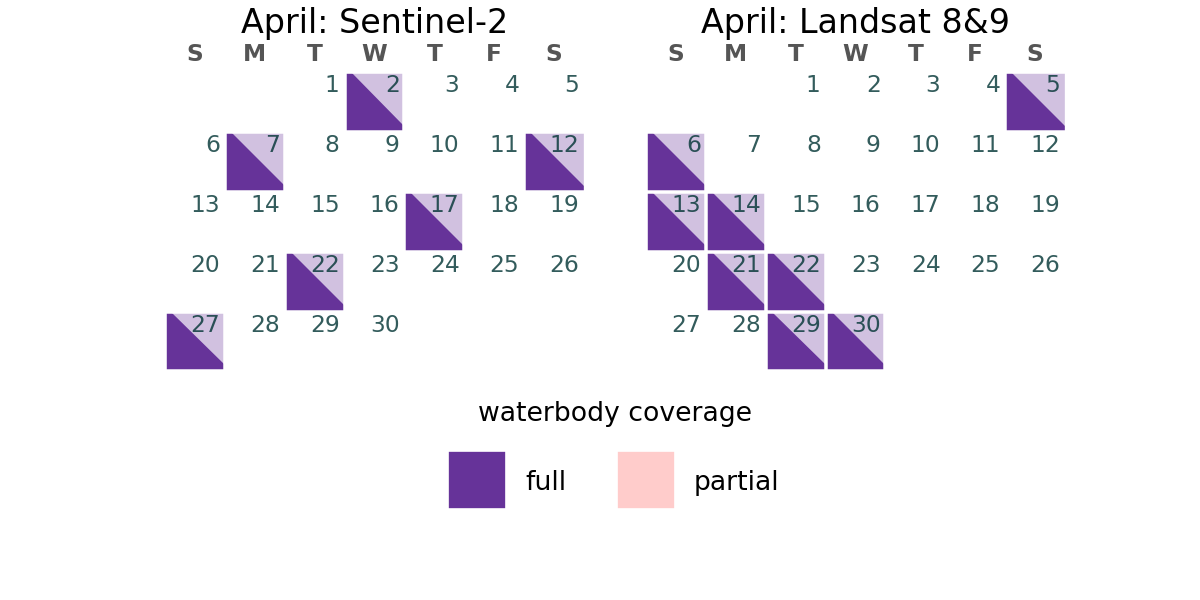 April: Sentinel-2
S M T W T F S
1 2 3 4 5
6 7 8 9 10 11 12
13 14 15 16 17 18 19
20 21 22 23 24 25 26
27 28 29 30
April: Landsat 8&9
S M T W T F S
1 2 3 4 5
6 7 8 9 10 11 12
13 14 15 16 17 18 19
20 21 22 23 24 25 26
27 28 29 30
waterbody coverage
full partial